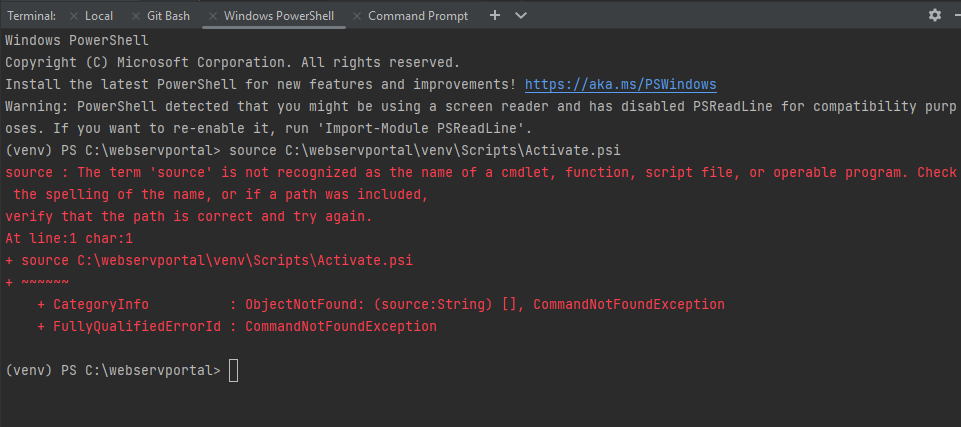 Terminal: Local Git Bash Windows PowerShell Command Prompt
Windows PowerShell
Copyright (C) Microsoft Corporation. All rights reserved.
Install the latest PowerShell for new features and improvements! https://aka.ms/PSWindows
Warning: PowerShell detected that you might be using a screen reader and has disabled PSReadLine for compatibility purp
oses. If you want to re-enable it, run 'Import-Module PSReadLine'.
(venv) PS C:\webservportal> source C:\webservportal\venv\Scripts\Activate.psi
source : The term 'source' is not recognized as the name of a cmdlet, function, script file, or operable program. Check
 the spelling of the name, or if a path was included,
verify that the path is correct and try again.
At line:1 char:1
+ source C:\webservportal\venv\Scripts\Activate.psi
+ ~~~~~~
    + CategoryInfo          : ObjectNotFound: (source:String) [], CommandNotFoundException
    + FullyQualifiedErrorId : CommandNotFoundException
(venv) PS C:\webservportal>